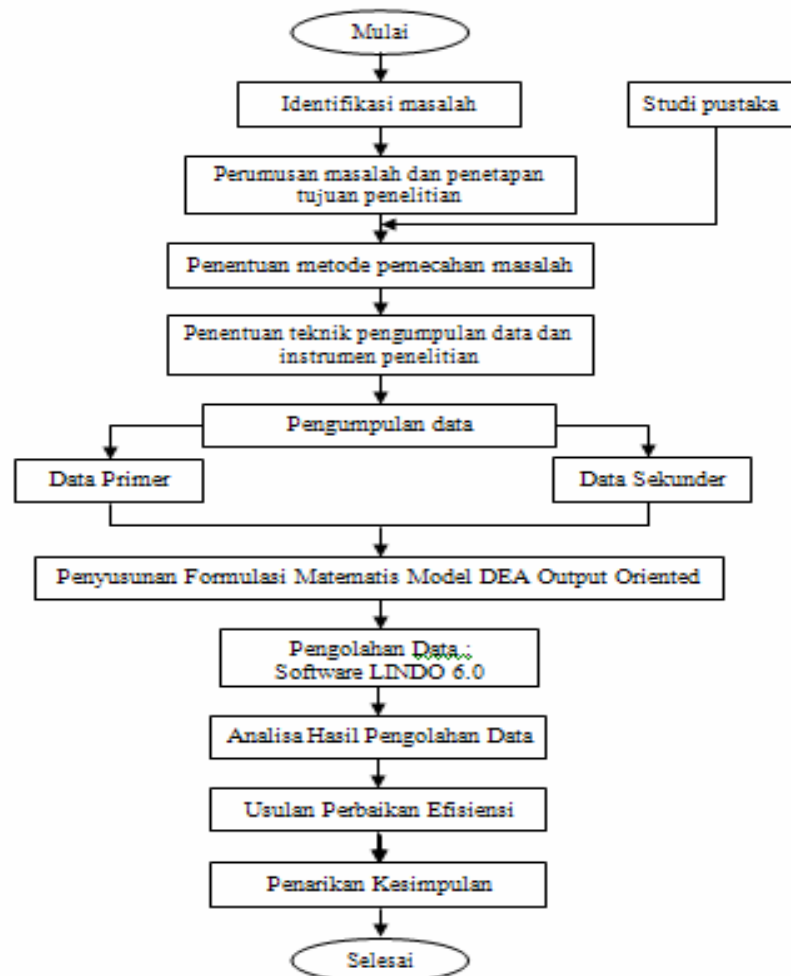 Mulai
Identifikasi masalah
Studi pustaka
Perumusan masalah dan penetapan
tujuan penelitian
Penentuan metode pemecahan masalah
Penentuan teknik pengumpulan data dan
instrumen penelitian
Pengumpulan data
Data Primer
Data Sekunder
Penyusunan Formulasi Matematis Model DEA Output Oriented
Pengolahan Data :
Software LINDO 6.0
Analisa Hasil Pengolahan Data
Usulan Perbaikan Efisiensi
Penarikan Kesimpulan
Selesai